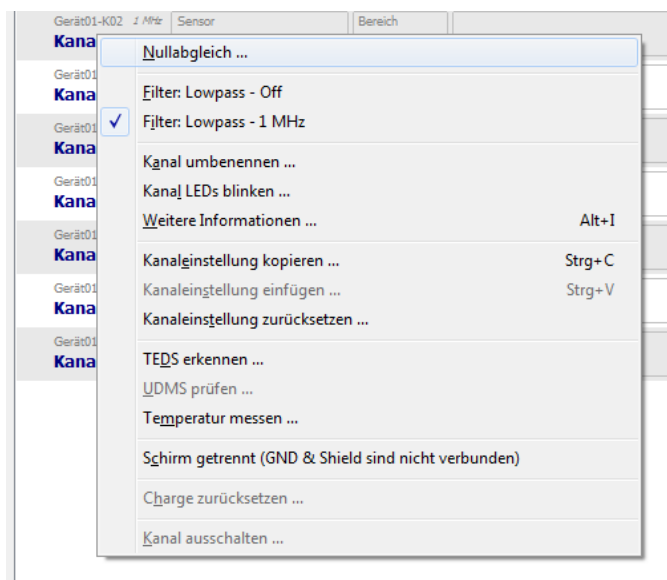 Gerät01-K02 1 MHz Sensor Bereich
Kana
Nullabgleich ...
Gerät01
Kana
Filter: Lowpass - Off
Filter: Lowpass - 1 MHz
Gerät01
Kana
Kanal umbenennen ...
Gerät01
Kana
Kanal LEDs blinken ...
Weitere Informationen ... Alt+I
Gerät01
Kana
Kanaleinstellung kopieren ... Strg+C
Gerät01
Kana
Kanaleinstellung einfügen ... Strg+V
Kanaleinstellung zurücksetzen ...
Gerät01
Kana
TEDS erkennen ...
UDMS prüfen ...
Temperatur messen ...
Schirm getrennt (GND & Shield sind nicht verbunden)
Charge zurücksetzen ...
Kanal ausschalten ...